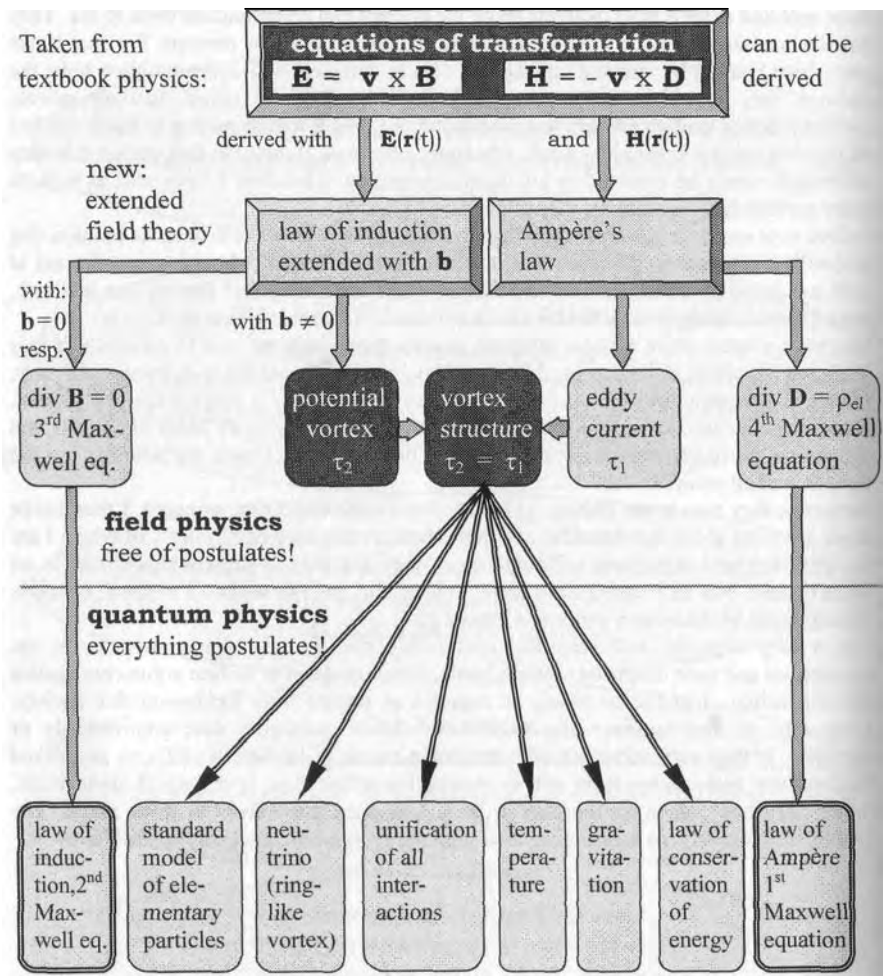 Taken from
textbook physics:
equations of transformation
E = v x B
H = - v x D
can not be
derived
derived with E(r(t))
and H(r(t))
new:
extended
field theory
law of induction
extended with b
Ampère's
law
with:
b=0
resp.
with b ≠ 0
div B = 0
3rd Max-
well eq.
potential
vortex
τ2
vortex
structure
τ2 = τ1
eddy
current
τ1
div D = ρel
4th Maxwell
equation
field physics
free of postulates!
quantum physics
everything postulates!
law of
induc-
tion,2nd
Max-
well eq.
standard
model
of ele-
mentary
particles
neu-
trino
(ring-
like
vortex)
unification
of all
inter-
actions
tem-
pera-
ture
gra-
vita-
tion
law of
conser-
vation
of
energy
law of
Ampère
1st
Maxwell
equation